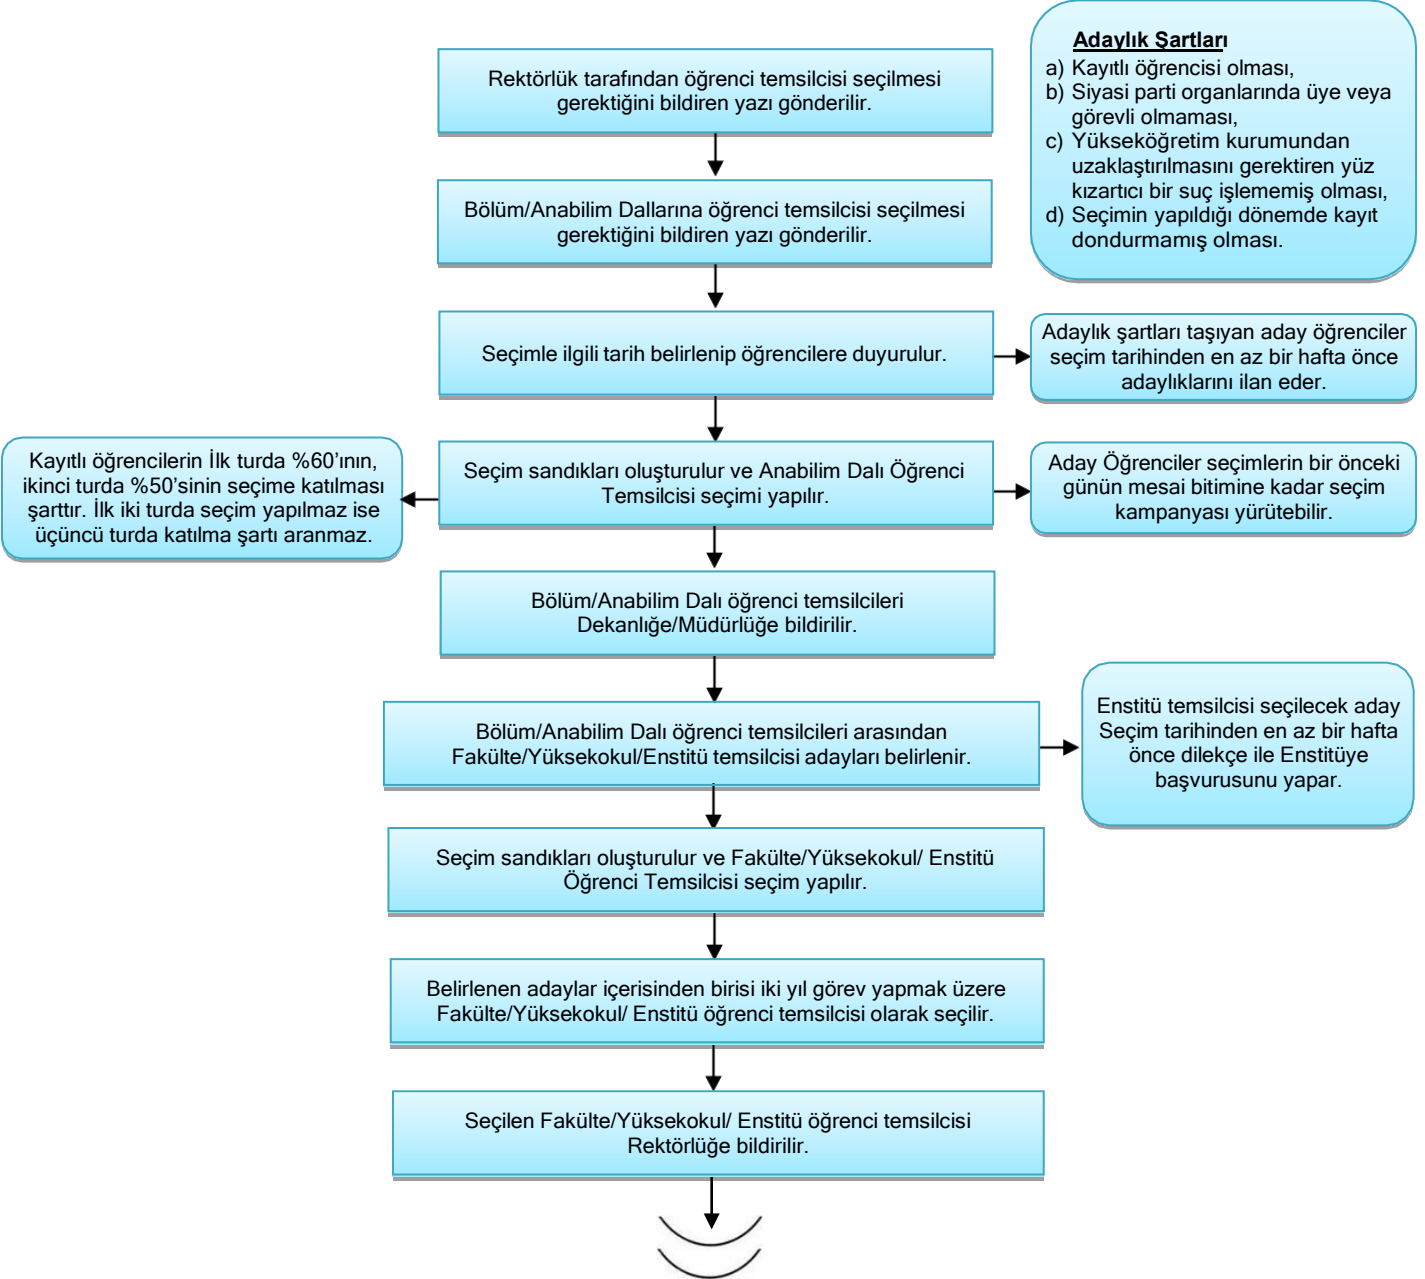 Adaylık Şartları
a) Kayıtlı öğrencisi olması,
b) Siyasi parti organlarında üye veya
görevli olmaması,
c) Yükseköğretim kurumundan
uzaklaştırılmasını gerektiren yüz
kızartıcı bir suç işlememiş olması,
d) Seçimin yapıldığı dönemde kayıt
dondurmamış olması.
Rektörlük tarafından öğrenci temsilcisi seçilmesi
gerektiğini bildiren yazı gönderilir.
Bölüm/Anabilim Dallarına öğrenci temsilcisi seçilmesi
gerektiğini bildiren yazı gönderilir.
Seçimle ilgili tarih belirlenip öğrencilere duyurulur.
Adaylık şartları taşıyan aday öğrenciler
seçim tarihinden en az bir hafta önce
adaylıklarını ilan eder.
Kayıtlı öğrencilerin İlk turda %60’ının,
ikinci turda %50’sinin seçime katılması
şarttır. İlk iki turda seçim yapılmaz ise
üçüncü turda katılma şartı aranmaz.
Seçim sandıkları oluşturulur ve Anabilim Dalı Öğrenci
Temsilcisi seçimi yapılır.
Aday Öğrenciler seçimlerin bir önceki
günün mesai bitimine kadar seçim
kampanyası yürütebilir.
Bölüm/Anabilim Dalı öğrenci temsilcileri
Dekanlığe/Müdürlüğe bildirilir.
Bölüm/Anabilim Dalı öğrenci temsilcileri arasından
Fakülte/Yüksekokul/Enstitü temsilcisi adayları belirlenir.
Enstitü temsilcisi seçilecek aday
Seçim tarihinden en az bir hafta
önce dilekçe ile Enstitüye
başvurusunu yapar.
Seçim sandıkları oluşturulur ve Fakülte/Yüksekokul/ Enstitü
Öğrenci Temsilcisi seçim yapılır.
Belirlenen adaylar içerisinden birisi iki yıl görev yapmak üzere
Fakülte/Yüksekokul/ Enstitü öğrenci temsilcisi olarak seçilir.
Seçilen Fakülte/Yüksekokul/ Enstitü öğrenci temsilcisi
Rektörlüğe bildirilir.